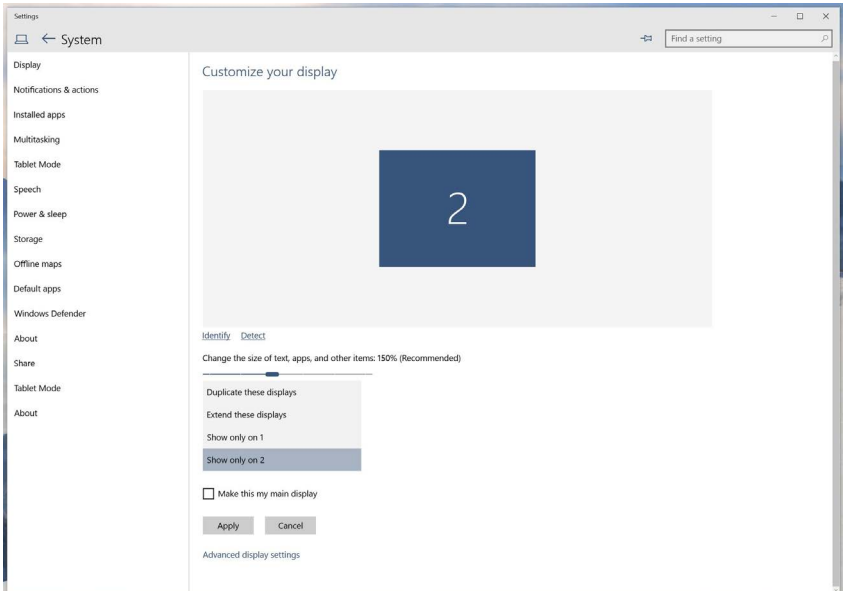 Settings
System
Find a setting
Display
Notifications & actions
Installed apps
Multitasking
Tablet Mode
Speech
Power & sleep
Storage
Offline maps
Default apps
Windows Defender
About
Share
Tablet Mode
About
Customize your display
2
Identify Detect
Change the size of text, apps, and other items: 150% (Recommended)
Duplicate these displays
Extend these displays
Show only on 1
Show only on 2
Make this my main display
Apply Cancel
Advanced display settings